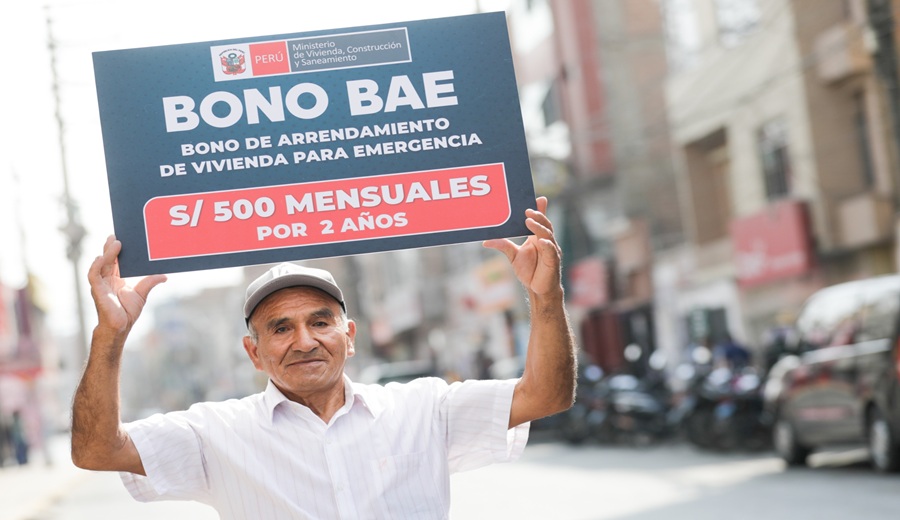 PERÚ
Ministerio
de Vivienda, Construcción
y Saneamiento
BONO BAE
BONO DE ARRENDAMIENTO
DE VIVIENDA PARA EMERGENCIA
S/ 500 MENSUALES
POR 2 AÑOS